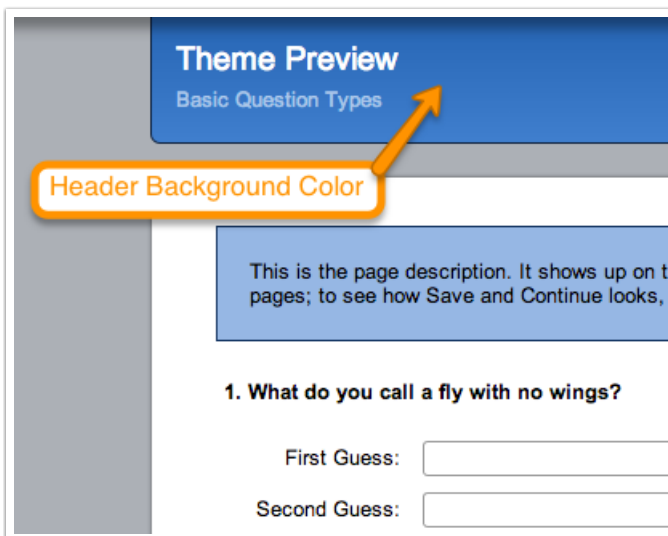 Theme Preview
Basic Question Types
Header Background Color
This is the page description. It shows up on
pages; to see how Save and Continue looks,
1. What do you call a fly with no wings?
First Guess:
Second Guess: